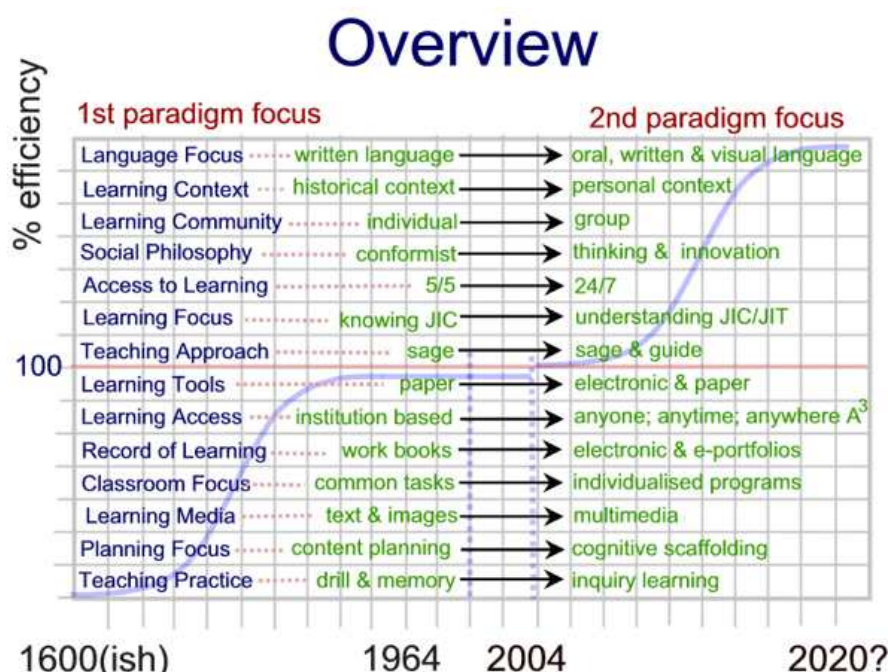 Overview
% efficiency
1st paradigm focus 2nd paradigm focus
Language Focus written language oral, written & visual language
Learning Context historical context personal context
Learning Community individual group
Social Philosophy conformist thinking & innovation
Access to Learning 5/5 24/7
Learning Focus knowing JIC understanding JIC/JIT
Teaching Approach sage sage & guide
100
Learning Tools paper electronic & paper
Learning Access institution based anyone; anytime; anywhere A³
Record of Learning work books electronic & e-portfolios
Classroom Focus common tasks individualised programs
Learning Media text & images multimedia
Planning Focus content planning cognitive scaffolding
Teaching Practice drill & memory inquiry learning
1600(ish) 1964 2004 2020?